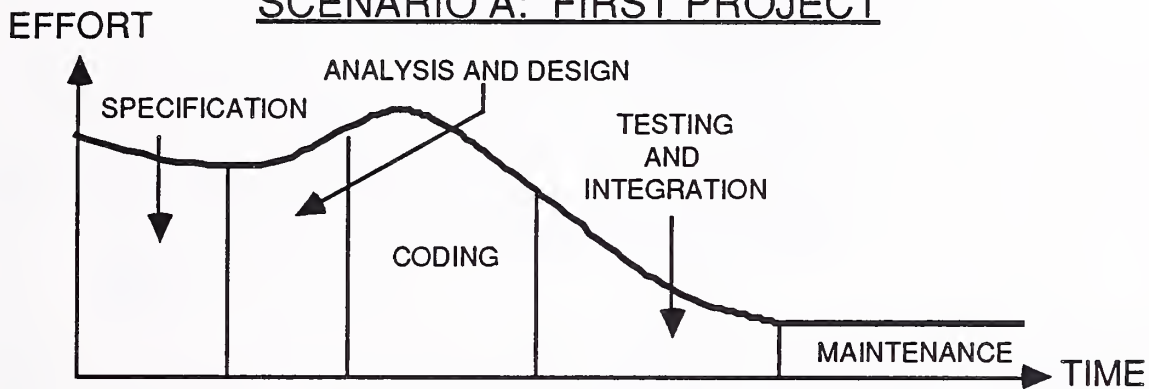 SCENARIO A: FIRST PROJECT
EFFORT
ANALYSIS AND DESIGN
SPECIFICATION
TESTING
AND
INTEGRATION
CODING
MAINTENANCE
TIME